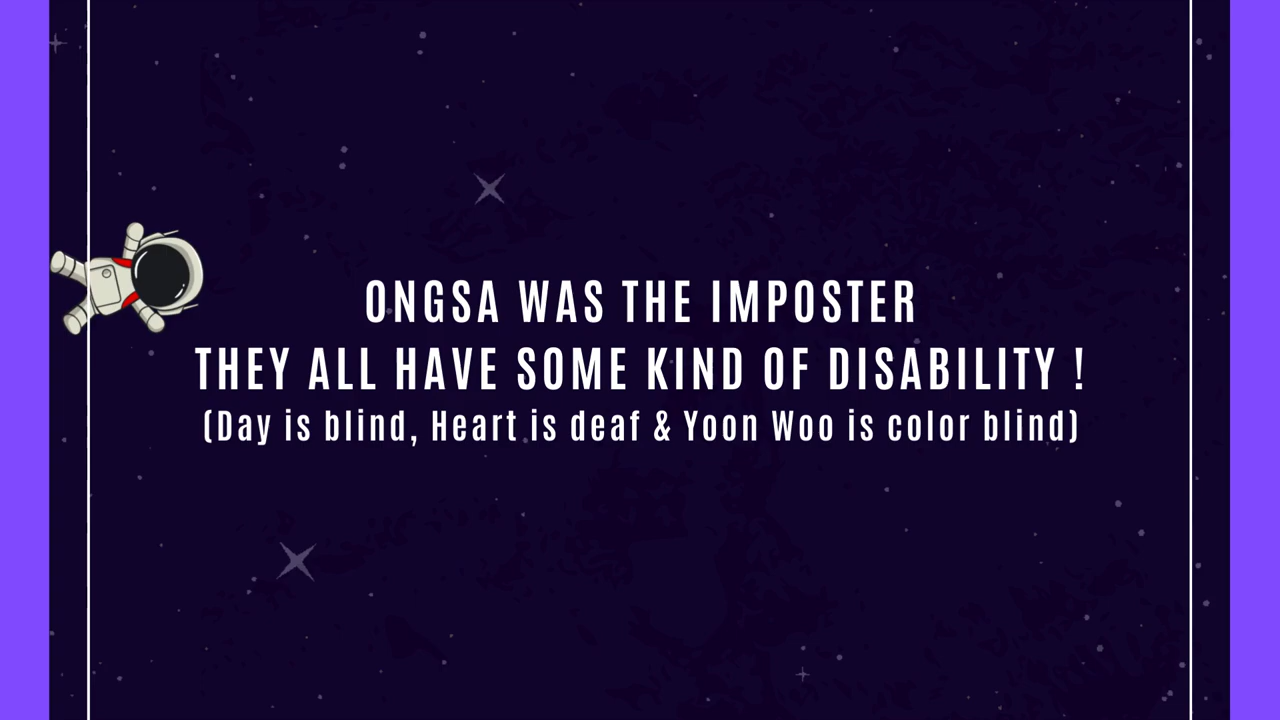 ONGSA WAS THE IMPOSTER
THEY ALL HAVE SOME KIND OF DISABILITY !
(Day is blind, Heart is deaf & Yoon Woo is color blind)